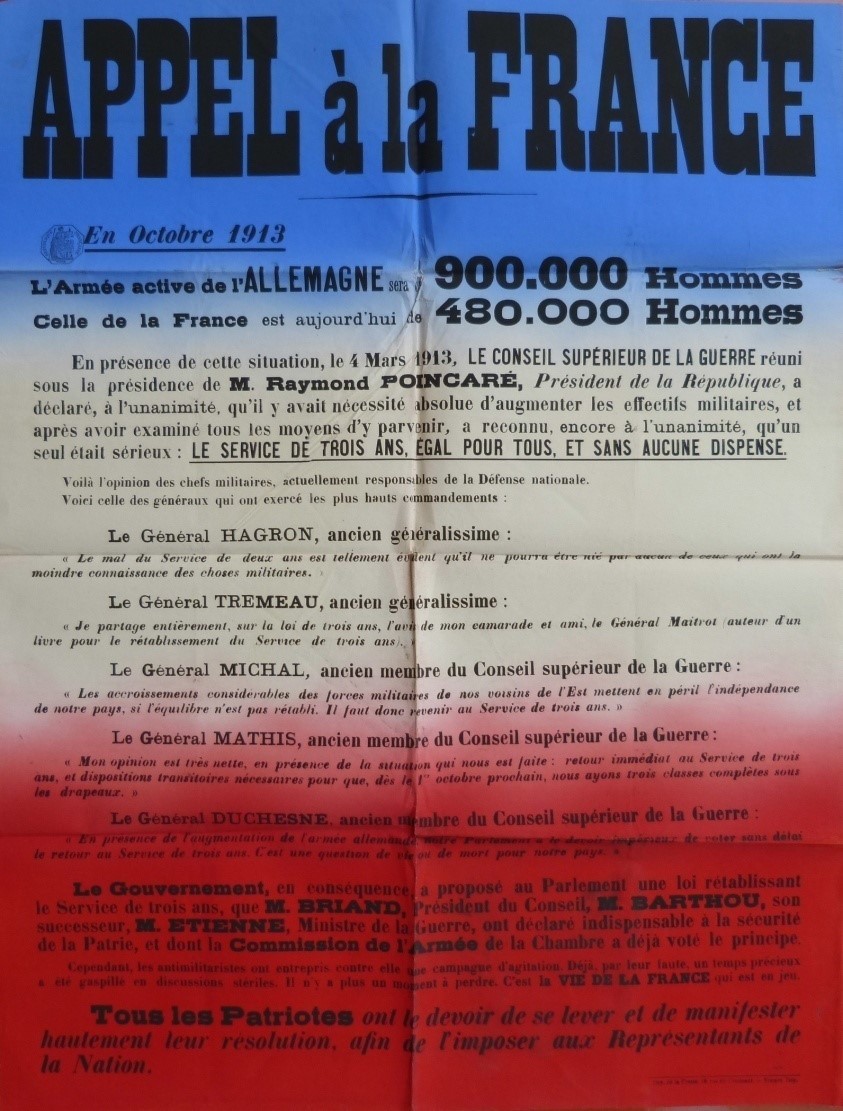 APPEL à la FRANCE
En Octobre 1913
L'Armée active de l'ALLEMAGNE sera 900.000 Hommes
Celle de la France est aujourd'hui de 480.000 Hommes
En présence de cette situation, le 4 Mars 1913, LE CONSEIL SUPÉRIEUR DE LA GUERRE réuni
sous la présidence de M. Raymond POINCARÉ, Président de la République, a
déclaré, à l'unanimité, qu'il y avait nécessité absolue d'augmenter les effectifs militaires, et
après avoir examiné tous les moyens d'y parvenir, a reconnu, encore à l'unanimité, qu'un
seul était sérieux : LE SERVICE DE TROIS ANS, ÉGAL POUR TOUS, ET SANS AUCUNE DISPENSE.
Voilà l'opinion des chefs militaires, actuellement responsables de la Défense nationale.
Voici celle des généraux qui ont exercé les plus hauts commandements :
Le Général HAGRON, ancien généralissime :
« Le mal du Service de deux ans est tellement évident qu'il ne pourra être nié par aucun de ceux qui ont la
moindre connaissance des choses militaires. »
Le Général TREMEAU, ancien généralissime :
« Je partage entièrement, sur la loi de trois ans, l'avis de mon camarade et ami, le Général Maitrot (auteur d'un
livre pour le rétablissement du Service de trois ans). »
Le Général MICHAL, ancien membre du Conseil supérieur de la Guerre :
« Les accroissements considérables des forces militaires de nos voisins de l'Est mettent en péril l'indépendance
de notre pays, si l'équilibre n'est pas rétabli. Il faut donc revenir au Service de trois ans. »
Le Général MATHIS, ancien membre du Conseil supérieur de la Guerre :
« Mon opinion est très nette, en présence de la situation qui nous est faite : retour immédiat au Service de trois
ans, et dispositions transitoires nécessaires pour que, dès le 1er octobre prochain, nous ayons trois classes complètes sous
les drapeaux. »
Le Général DUCHESNE, ancien membre du Conseil supérieur de la Guerre :
« En présence de l'augmentation de l'armée allemande notre Parlement a le devoir impérieux de voter sans délai
le retour au Service de trois ans. C'est une question de vie ou de mort pour notre pays. »
Le Gouvernement, en conséquence, a proposé au Parlement une loi rétablissant
le Service de trois ans, que M. BRIAND, Président du Conseil, M. BARTHOU, son
successeur, M. ETIENNE, Ministre de la Guerre, ont déclaré indispensable à la sécurité
de la Patrie, et dont la Commission de l'Armée de la Chambre a déjà voté le principe.
Cependant, les antimilitaristes ont entrepris contre elle une campagne d'agitation. Déjà, par leur faute, un temps précieux
a été gaspillé en discussions stériles. Il n'y a plus un moment à perdre. C'est la VIE DE LA FRANCE qui est en jeu.
Tous les Patriotes ont le devoir de se lever et de manifester
hautement leur résolution, afin de l'imposer aux Représentants de
la Nation.